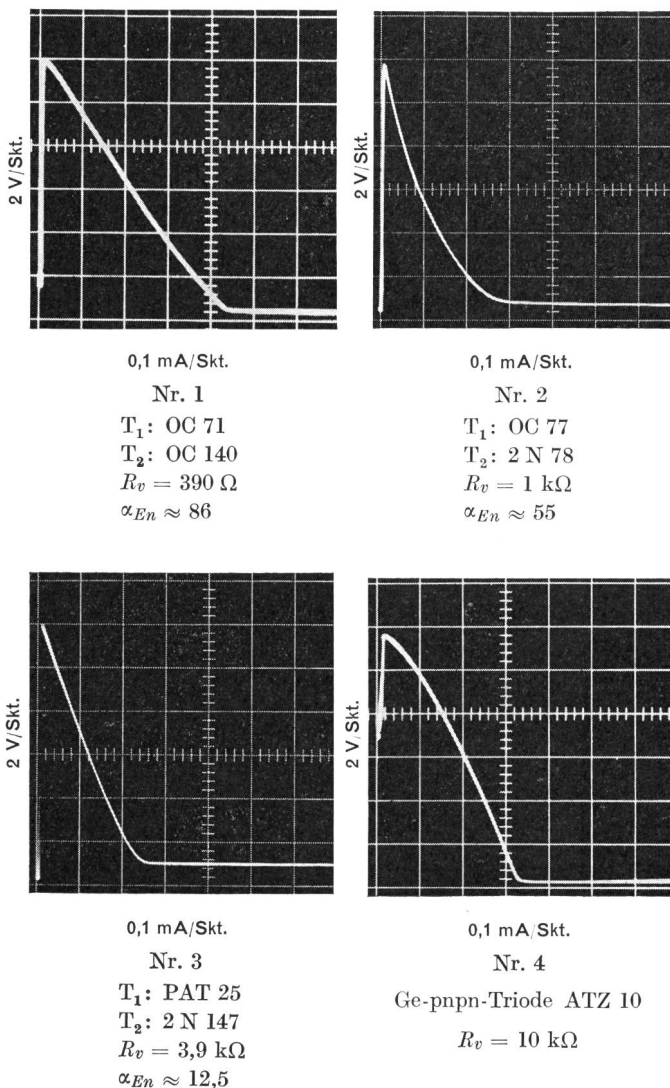 2 V/Skt.
0,1 mA/Skt.
Nr. 1
T₁: OC 71
T₂: OC 140
Rᵥ = 390 Ω
α_En ≈ 86
2 V/Skt.
0,1 mA/Skt.
Nr. 2
T₁: OC 77
T₂: 2 N 78
Rᵥ = 1 kΩ
α_En ≈ 55
2 V/Skt.
0,1 mA/Skt.
Nr. 3
T₁: PAT 25
T₂: 2 N 147
Rᵥ = 3,9 kΩ
α_En ≈ 12,5
2 V/Skt.
0,1 mA/Skt.
Nr. 4
Ge-pnpn-Triode ATZ 10
Rᵥ = 10 kΩ